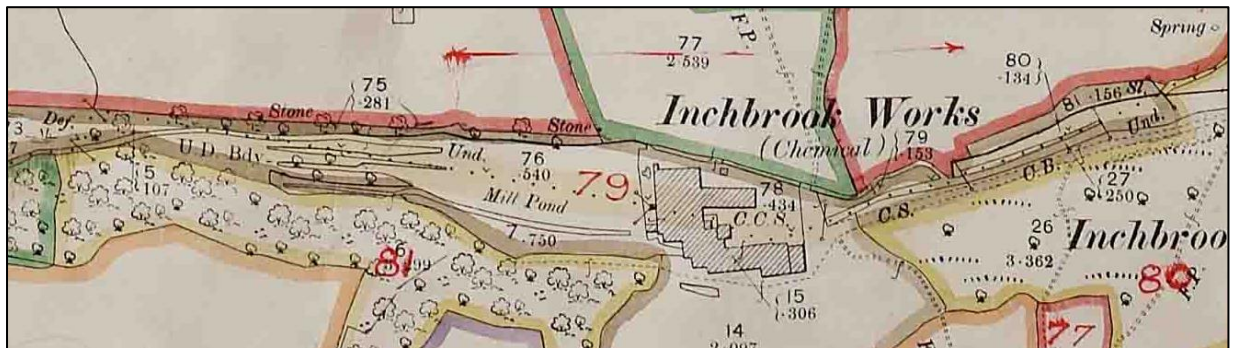 Spring
F.P.
77
2·539
80
·134
75
·281
Stone
Stone
Inchbrook Works
(Chemical)
79
·153
81 ·156
Sl.
Und.
Def.
U.D. Bdy.
Und.
76
·540
79
Mill Pond
78
·434
C.C.S.
C.S.
C.B.
27
·250
5
·107
7 ·750
81
26
3·362
Inchbroo
80
F.P.
15
·306
77
14